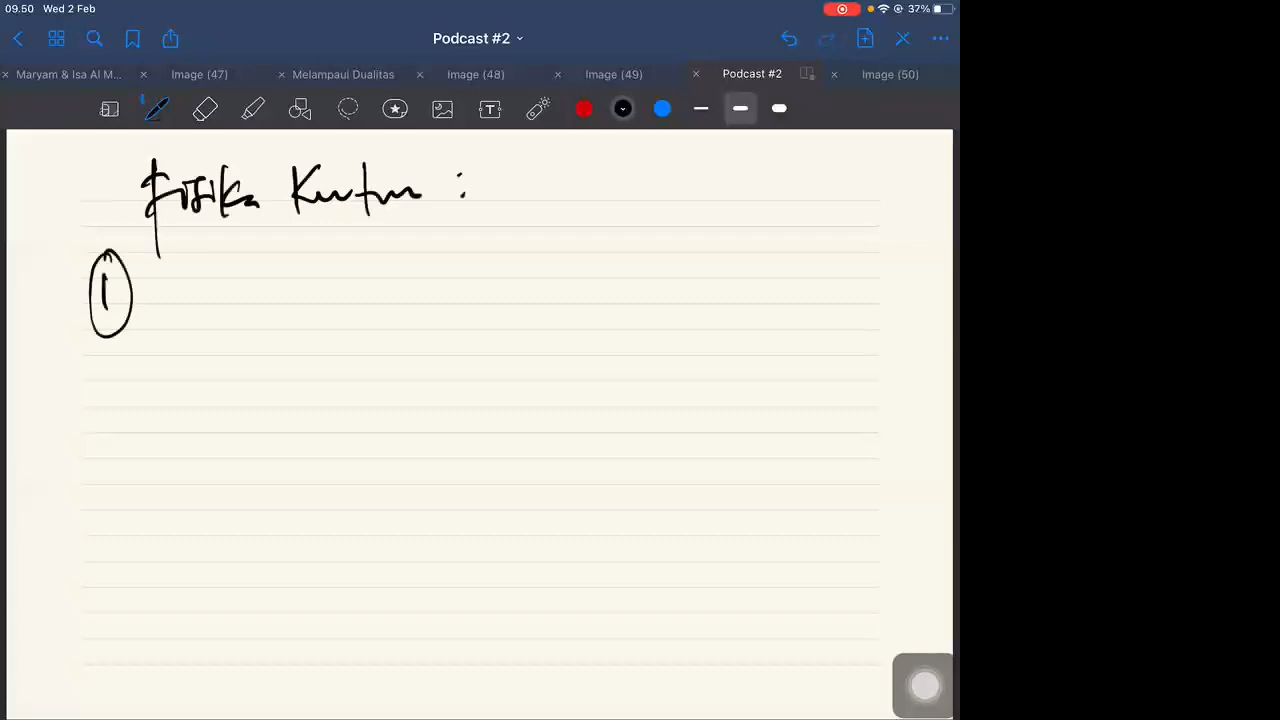 09.50 Wed 2 Feb
37%
Podcast #2
Maryam & Isa Al M...
Image (47)
Melampaui Dualitas
Image (48)
Image (49)
Podcast #2
Image (50)
T
fisika Kuantum :
1